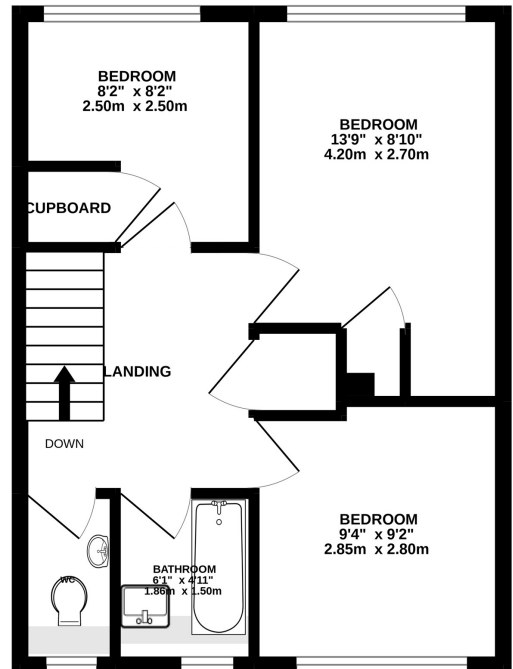 BEDROOM
8'2" x 8'2"
2.50m x 2.50m
BEDROOM
13'9" x 8'10"
4.20m x 2.70m
CUPBOARD
LANDING
DOWN
BEDROOM
9'4" x 9'2"
2.85m x 2.80m
BATHROOM
6'1" x 4'11"
1.86m x 1.50m
WC